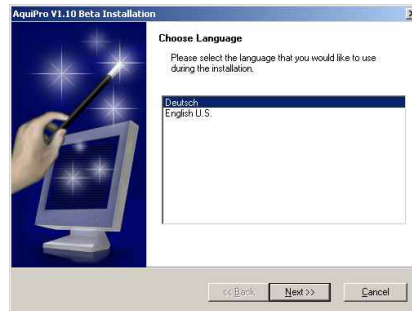 AquiPro V1.10 Beta Installation
Choose Language
Please select the language that you would like to use
during the installation.
Deutsch
English U.S.
<< Back
Next >>
Cancel